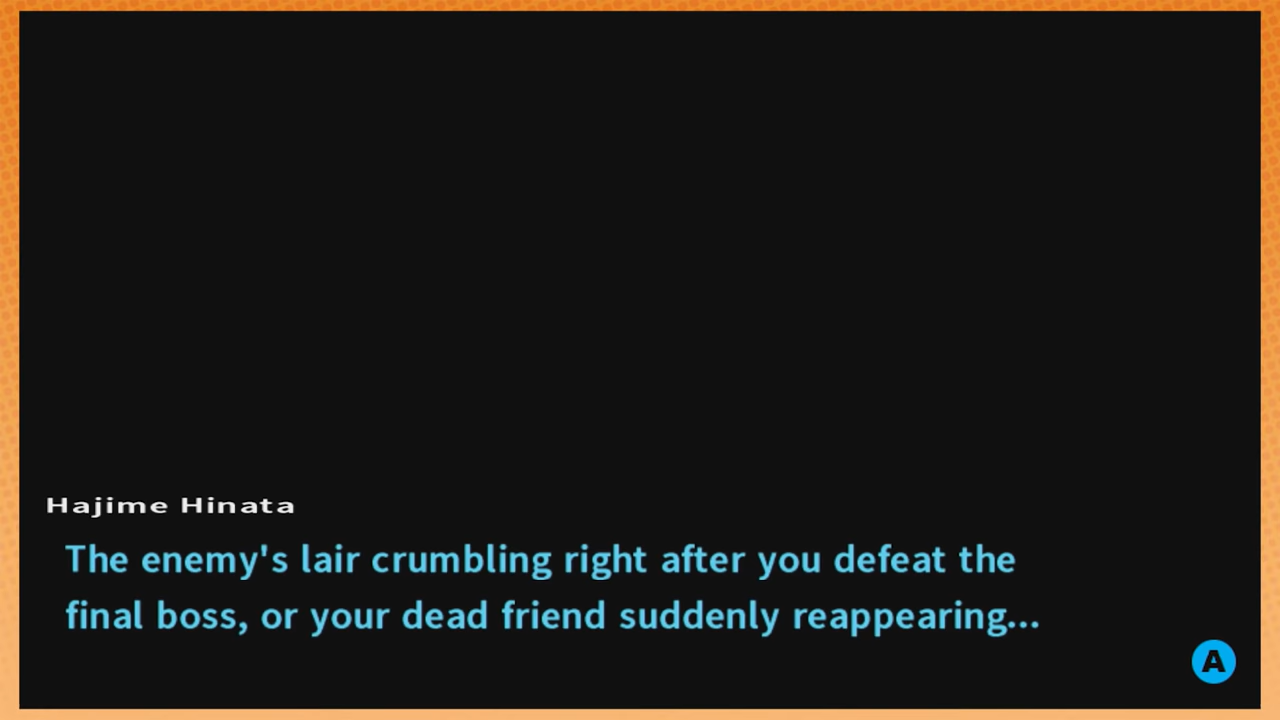 Hajime Hinata
The enemy's lair crumbling right after you defeat the
final boss, or your dead friend suddenly reappearing...
A